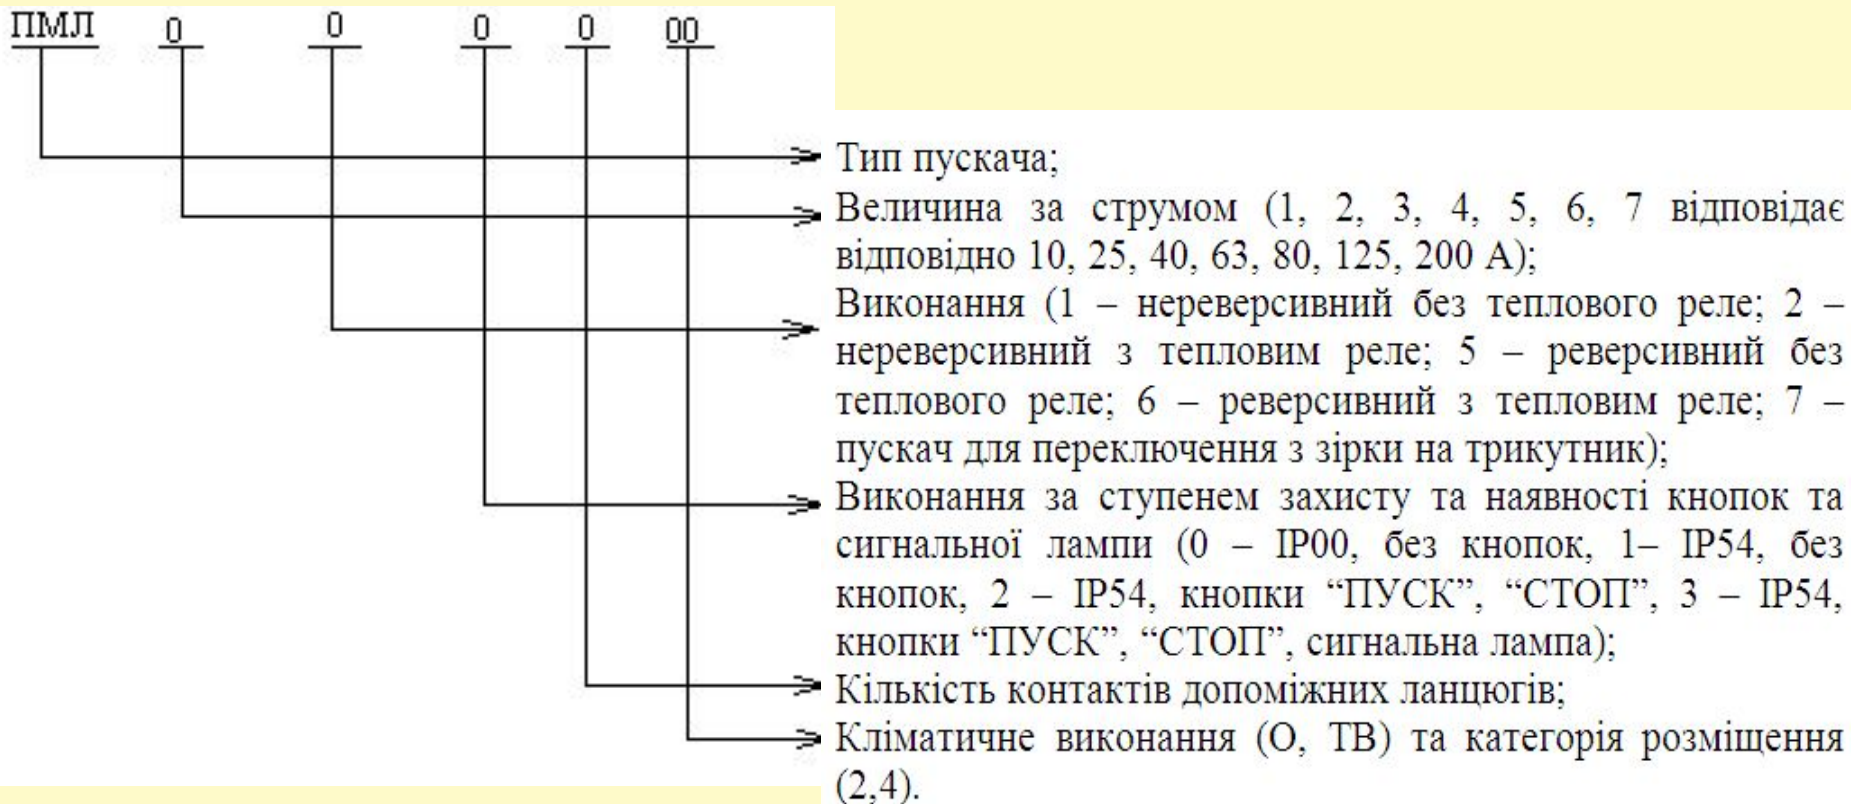 ПМЛ 0 0 0 0 00
Тип пускача;
Величина за струмом (1, 2, 3, 4, 5, 6, 7 відповідає
відповідно 10, 25, 40, 63, 80, 125, 200 А);
Виконання (1 – нереверсивний без теплового реле; 2 –
нереверсивний з тепловим реле; 5 – реверсивний без
теплового реле; 6 – реверсивний з тепловим реле; 7 –
пускач для переключення з зірки на трикутник);
Виконання за ступенем захисту та наявності кнопок та
сигнальної лампи (0 – IP00, без кнопок, 1– IP54, без
кнопок, 2 – IP54, кнопки “ПУСК”, “СТОП”, 3 – IP54,
кнопки “ПУСК”, “СТОП”, сигнальна лампа);
Кількість контактів допоміжних ланцюгів;
Кліматичне виконання (О, ТВ) та категорія розміщення
(2,4).